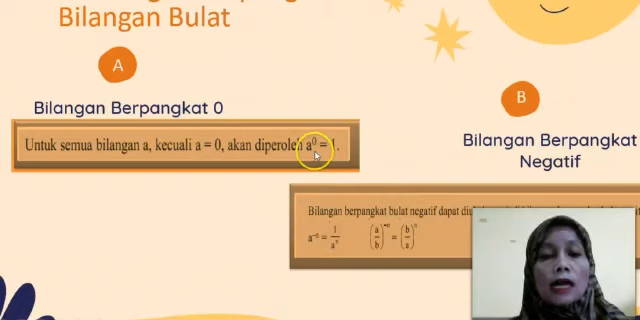 Bilangan Bulat
A
Bilangan Berpangkat 0
Untuk semua bilangan a, kecuali a = 0, akan diperoleh a⁰ = 1.
B
Bilangan Berpangkat
Negatif
Bilangan berpangkat bulat negatif dapat
a⁻ⁿ = 1/aⁿ (a/b)⁻ⁿ = (b/a)ⁿ